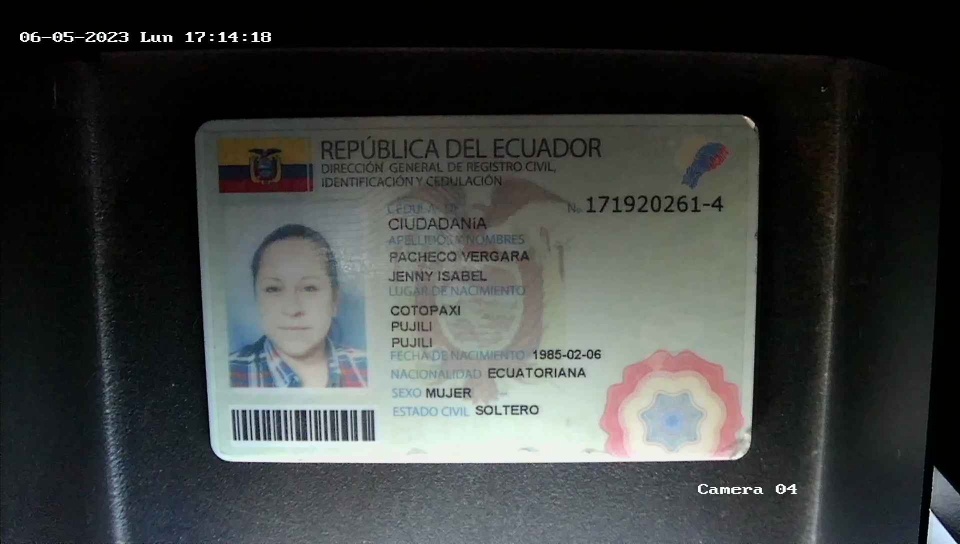 06-05-2023 Lun 17:14:18
REPÚBLICA DEL ECUADOR
DIRECCIÓN GENERAL DE REGISTRO CIVIL,
IDENTIFICACIÓN Y CEDULACIÓN
CÉDULA DE
N. 171920261-4
CIUDADANÍA
APELLIDOS Y NOMBRES
PACHECO VERGARA
JENNY ISABEL
LUGAR DE NACIMIENTO
COTOPAXI
PUJILI
PUJILI
FECHA DE NACIMIENTO 1985-02-06
NACIONALIDAD ECUATORIANA
SEXO MUJER
ESTADO CIVIL SOLTERO
Camera 04